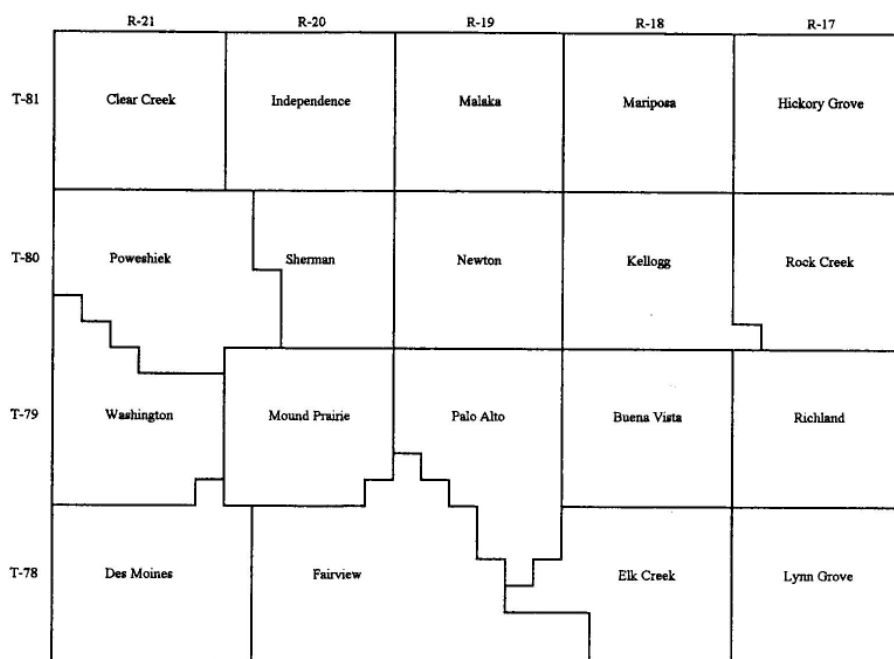 R-21 R-20 R-19 R-18 R-17
T-81 Clear Creek Independence Malaka Mariposa Hickory Grove
T-80 Poweshiek Sherman Newton Kellogg Rock Creek
T-79 Washington Mound Prairie Palo Alto Buena Vista Richland
T-78 Des Moines Fairview Elk Creek Lynn Grove